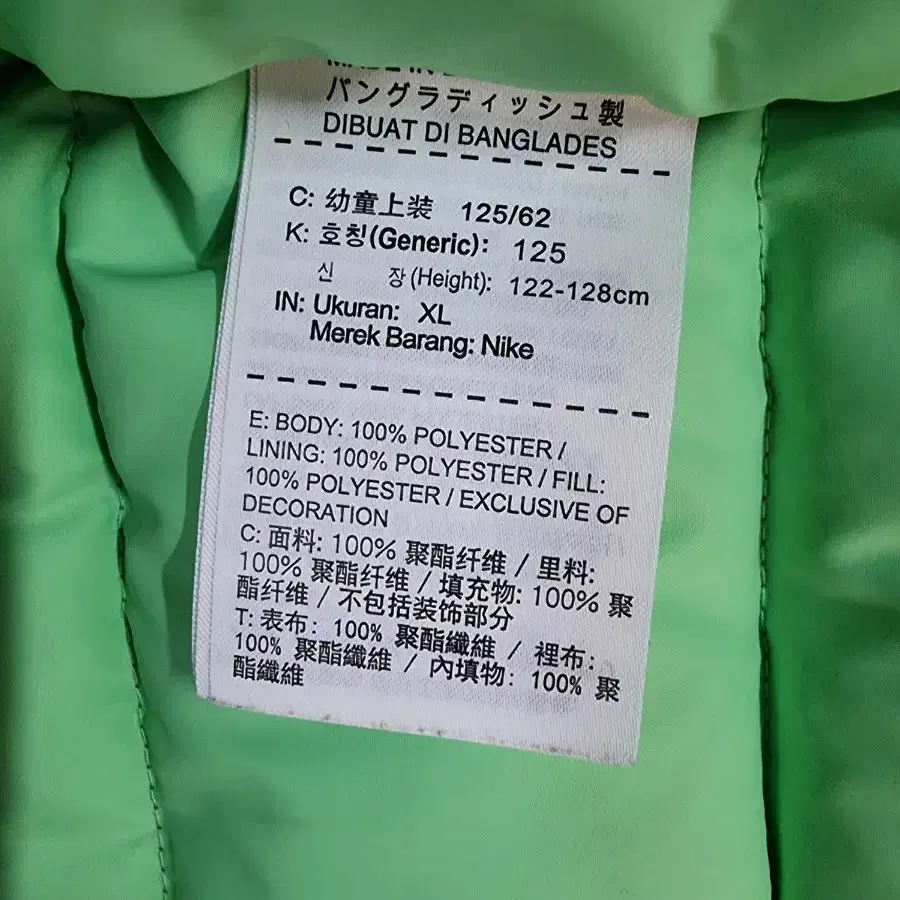 バングラディッシュ製
DIBUAT DI BANGLADES
C: 幼童上装 125/62
K: 호칭(Generic): 125
신 장(Height): 122-128cm
IN: Ukuran: XL
Merek Barang: Nike
E: BODY: 100% POLYESTER /
LINING: 100% POLYESTER / FILL:
100% POLYESTER / EXCLUSIVE OF
DECORATION
C: 面料: 100% 聚酯纤维 / 里料:
100% 聚酯纤维 / 填充物: 100% 聚
酯纤维 / 不包括装饰部分
T: 表布: 100% 聚酯纖維 / 裡布:
100% 聚酯纖維 / 內填物: 100% 聚
酯纖維